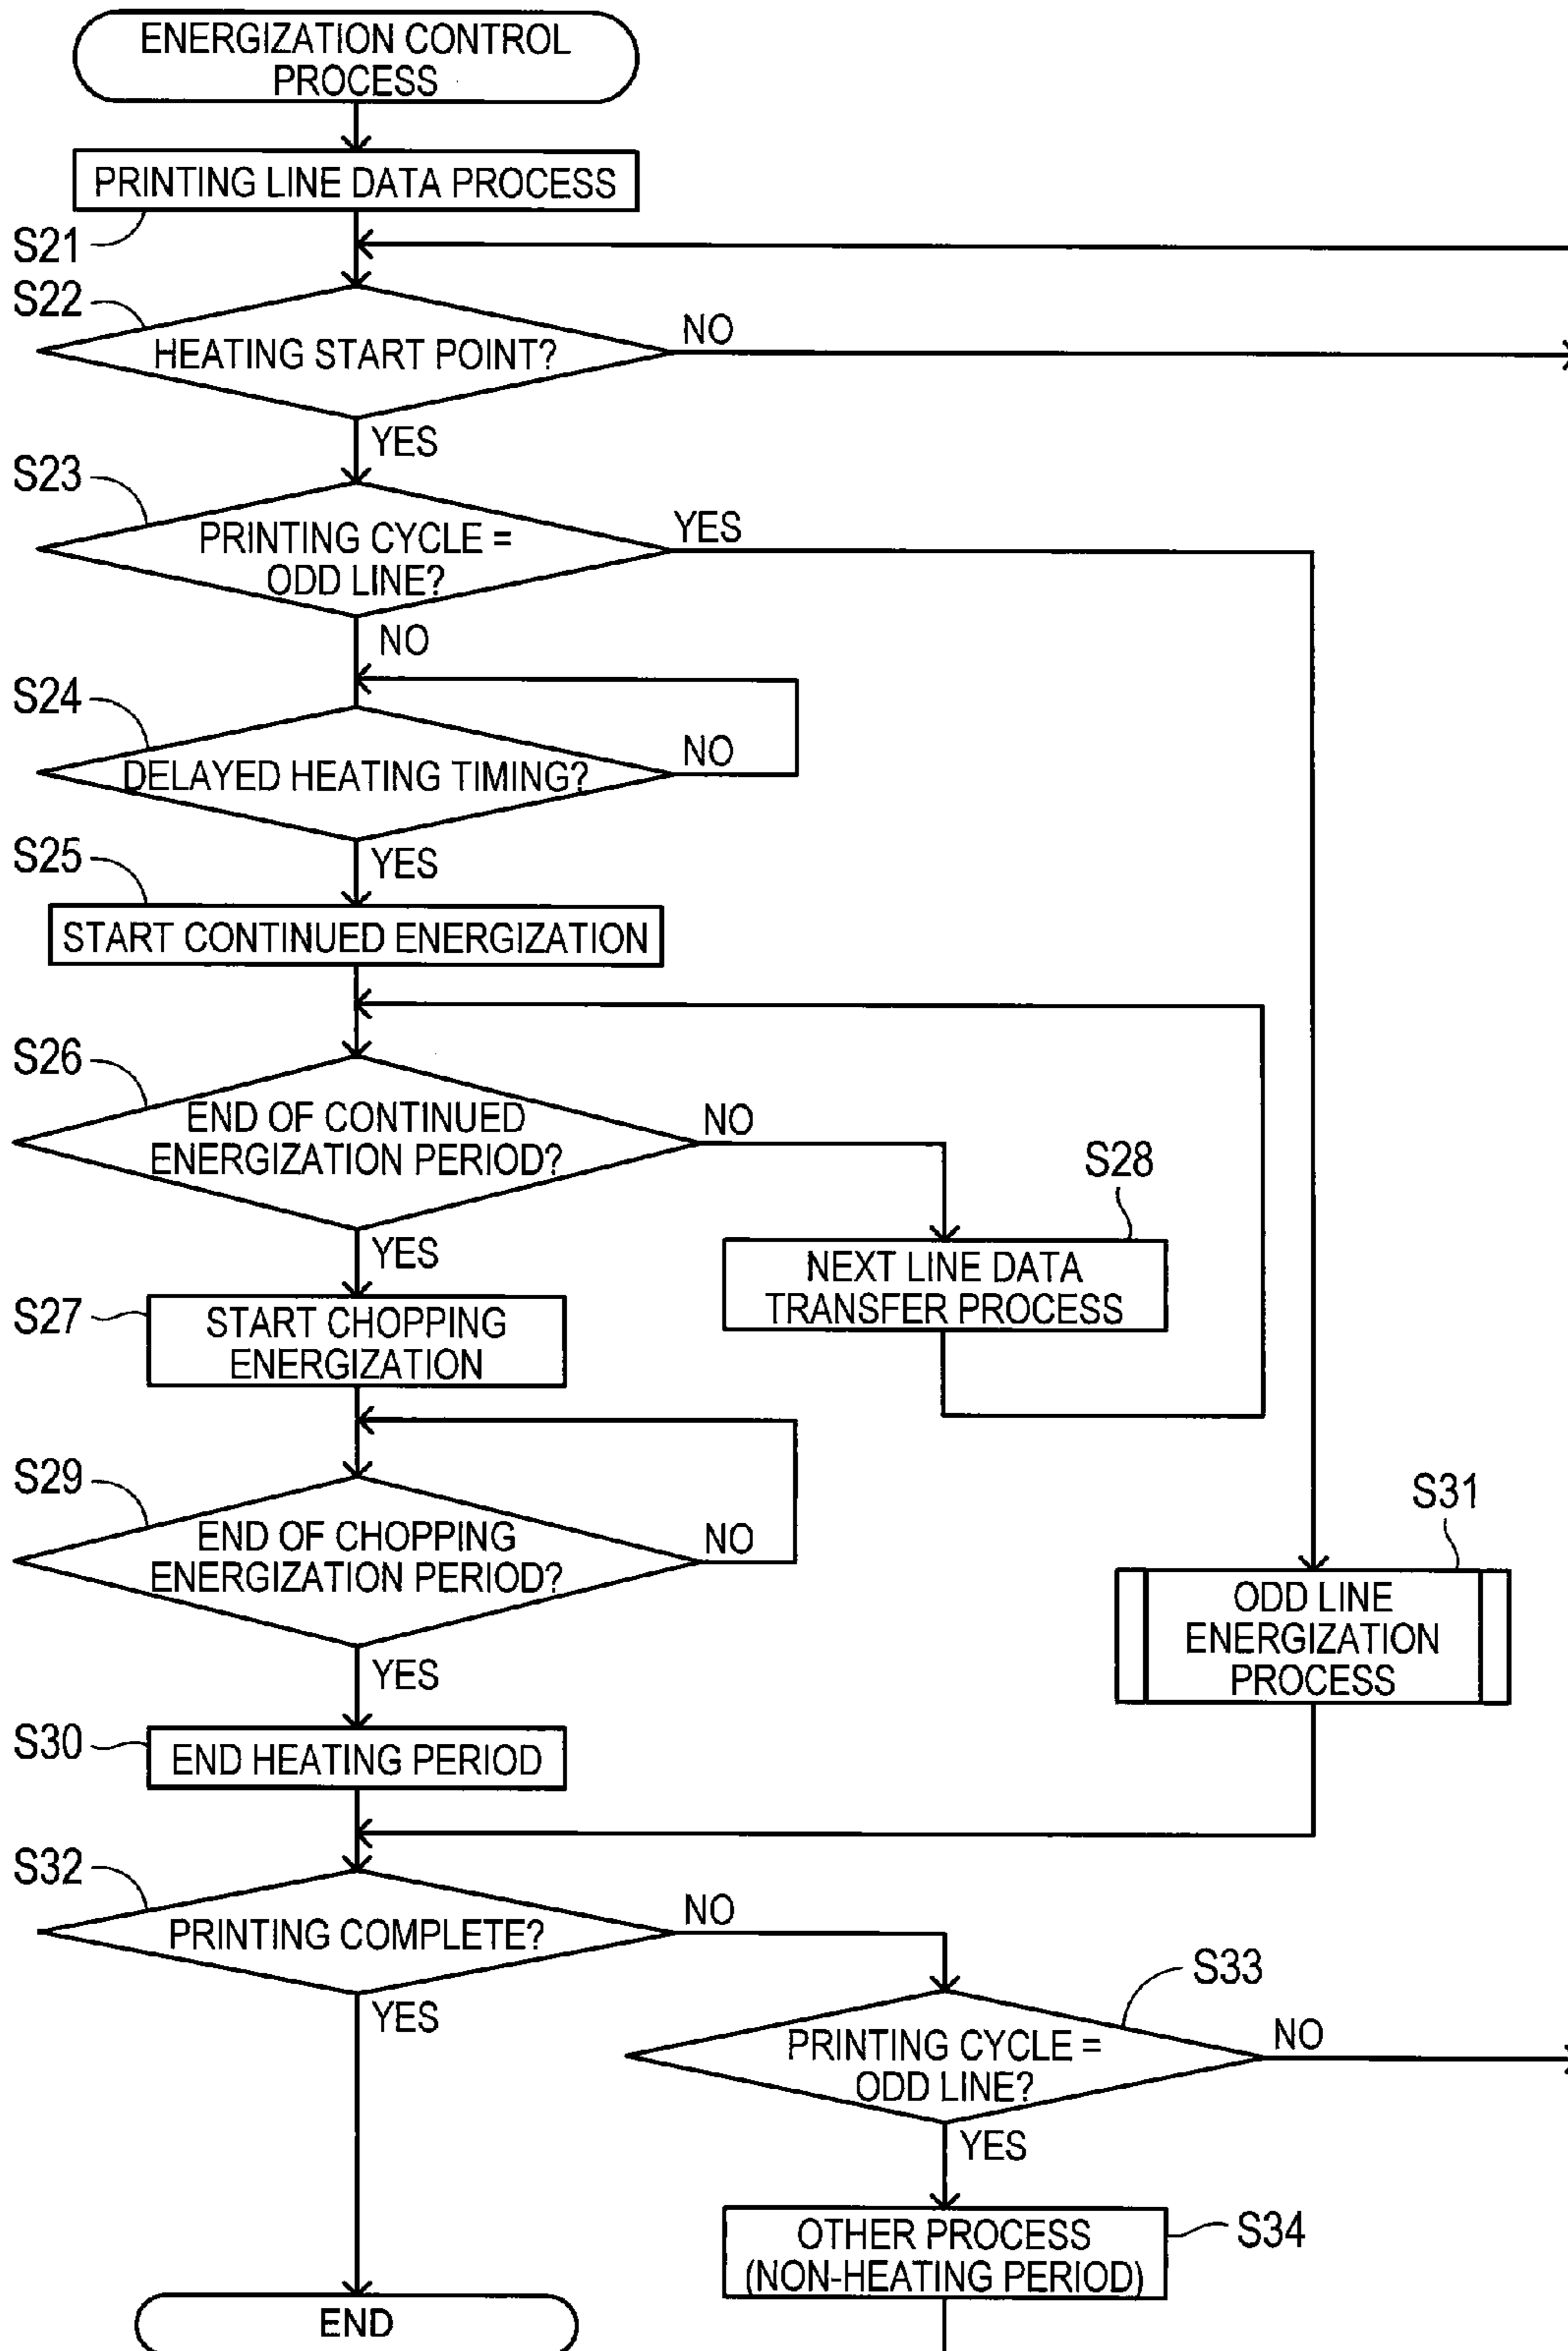 ENERGIZATION CONTROL
PROCESS
PRINTING LINE DATA PROCESS
S21
S22
NO
HEATING START POINT?
YES
S23
YES
PRINTING CYCLE =
ODD LINE?
NO
S24
NO
DELAYED HEATING TIMING?
S25
YES
START CONTINUED ENERGIZATION
S26
END OF CONTINUED
ENERGIZATION PERIOD?
NO
S28
YES
NEXT LINE DATA
TRANSFER PROCESS
S27
START CHOPPING
ENERGIZATION
S29
END OF CHOPPING
ENERGIZATION PERIOD?
NO
S31
YES
ODD LINE
ENERGIZATION
PROCESS
S30
END HEATING PERIOD
S32
NO
PRINTING COMPLETE?
S33
YES
PRINTING CYCLE =
ODD LINE?
NO
YES
OTHER PROCESS
(NON-HEATING PERIOD)
S34
END